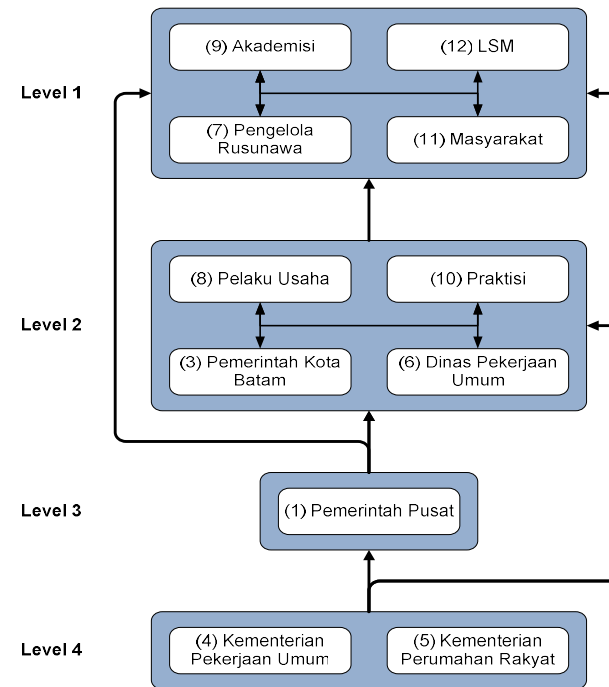 (9) Akademisi
(12) LSM
Level 1
(7) Pengelola
Rusunawa
(11) Masyarakat
(8) Pelaku Usaha
(10) Praktisi
Level 2
(3) Pemerintah Kota
Batam
(6) Dinas Pekerjaan
Umum
Level 3
(1) Pemerintah Pusat
Level 4
(4) Kementerian
Pekerjaan Umum
(5) Kementerian
Perumahan Rakyat